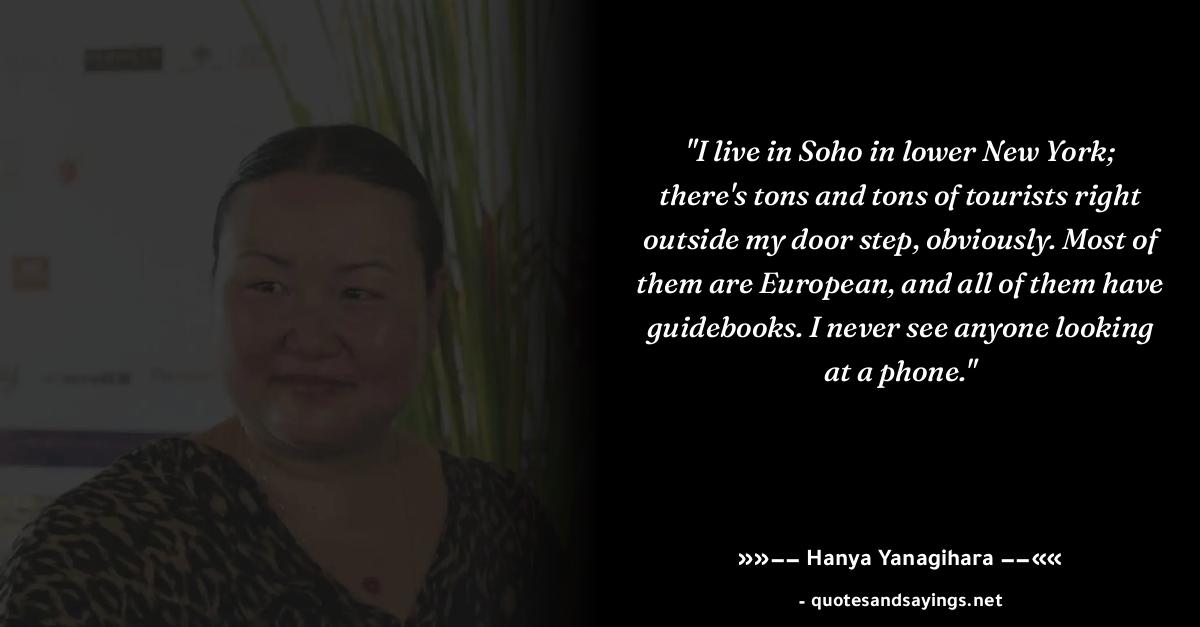 "I live in Soho in lower New York;
there's tons and tons of tourists right
outside my door step, obviously. Most of
them are European, and all of them have
guidebooks. I never see anyone looking
at a phone."
»»–– Hanya Yanagihara ––««
- quotesandsayings.net